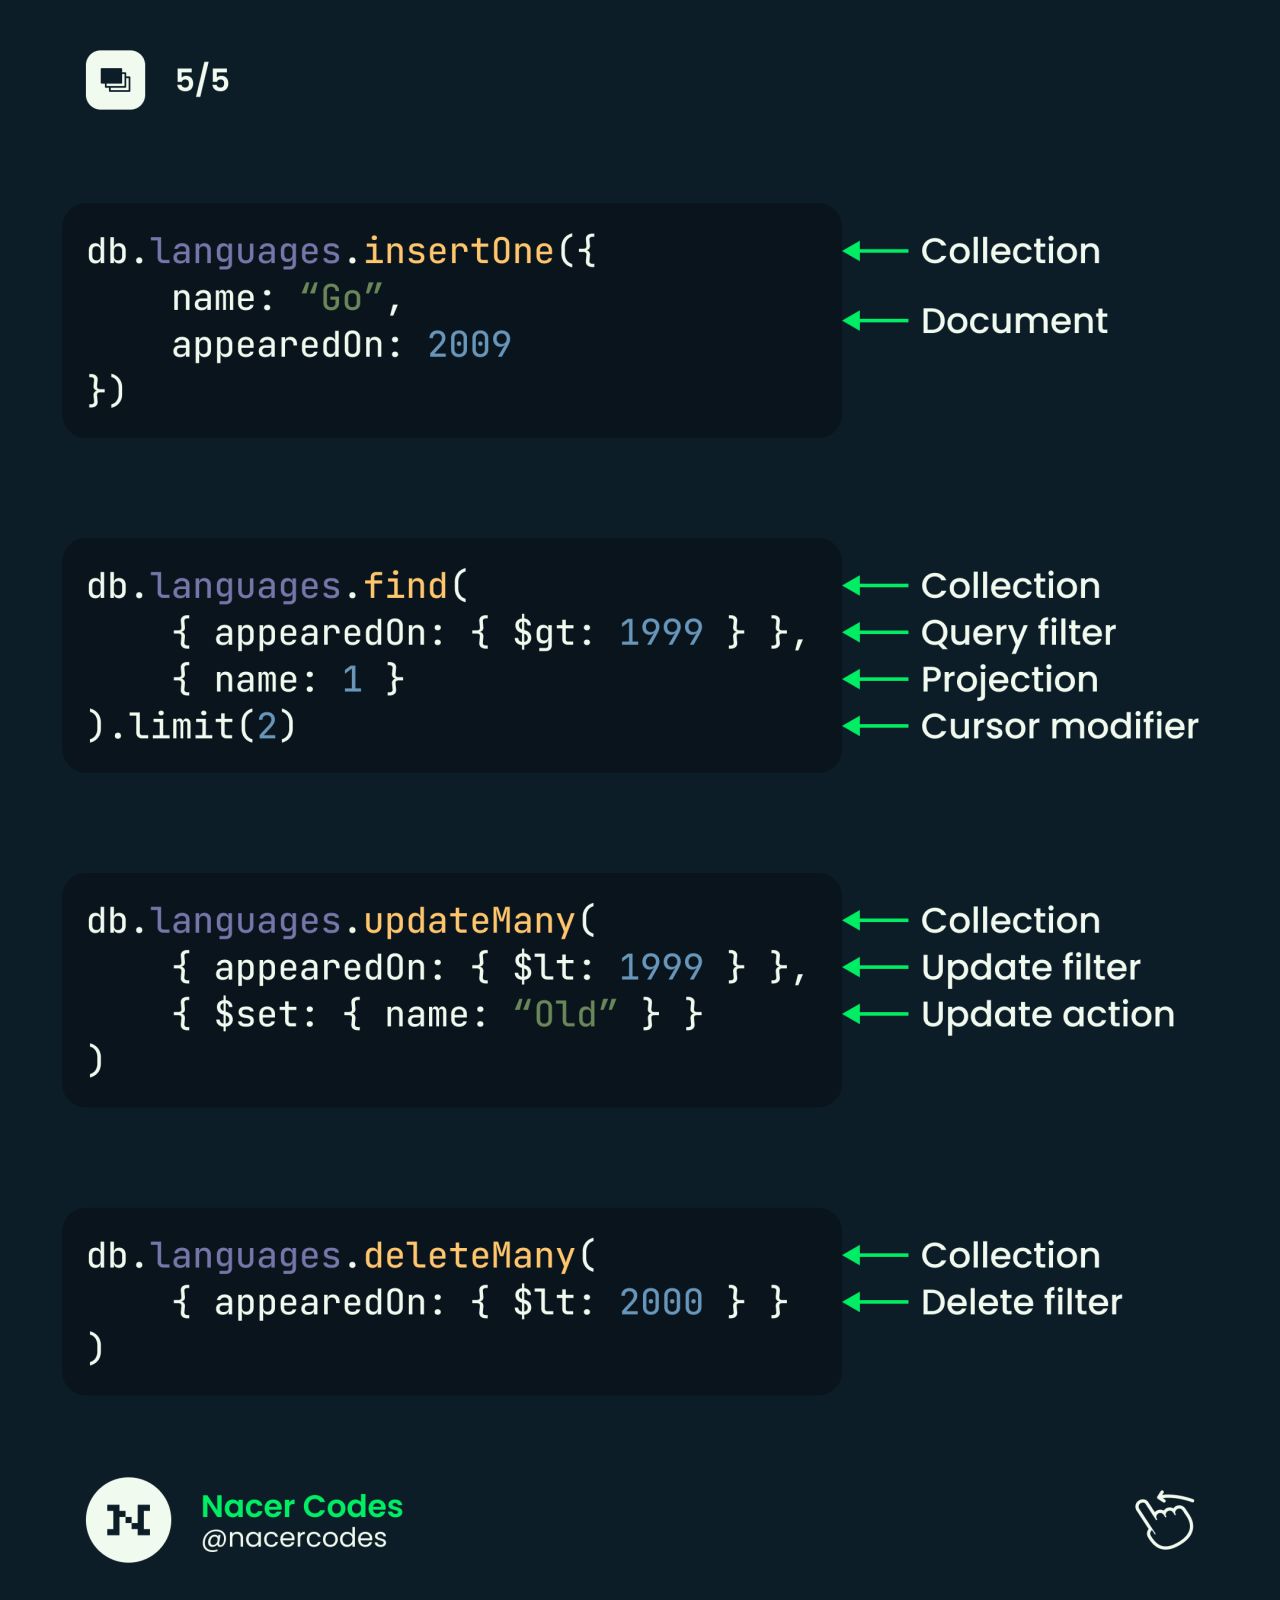 5/5
db.languages.insertOne({
Collection
    name: “Go”,
Document
    appearedOn: 2009
})
db.languages.find(
Collection
    { appearedOn: { $gt: 1999 } },
Query filter
    { name: 1 }
Projection
).limit(2)
Cursor modifier
db.languages.updateMany(
Collection
    { appearedOn: { $lt: 1999 } },
Update filter
    { $set: { name: “Old” } }
Update action
)
db.languages.deleteMany(
Collection
    { appearedOn: { $lt: 2000 } }
Delete filter
)
Nacer Codes
@nacercodes